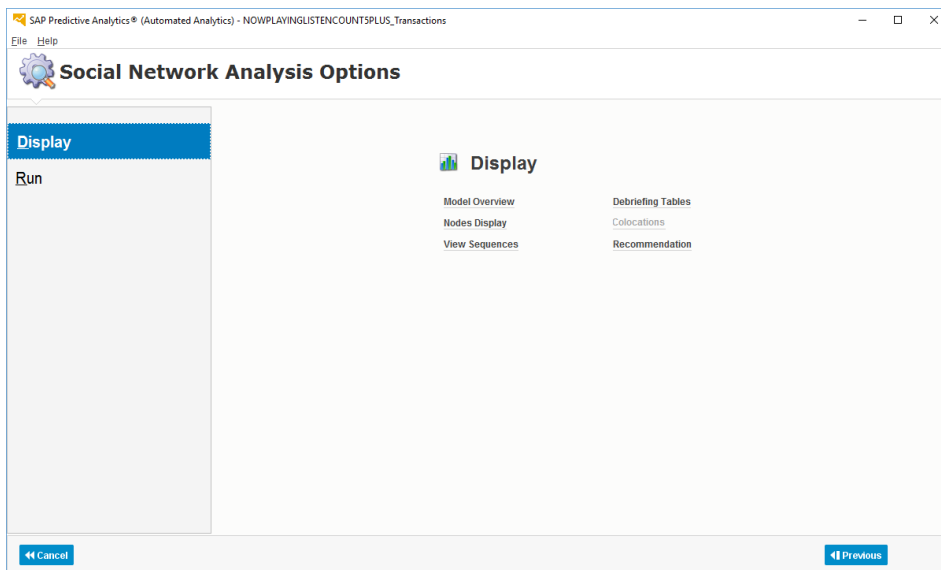 SAP Predictive Analytics® (Automated Analytics) - NOWPLAYINGLISTENCOUNT5PLUS_Transactions
File Help
Social Network Analysis Options
Display
Run
Display
Model Overview
Debriefing Tables
Nodes Display
Colocations
View Sequences
Recommendation
Cancel
Previous